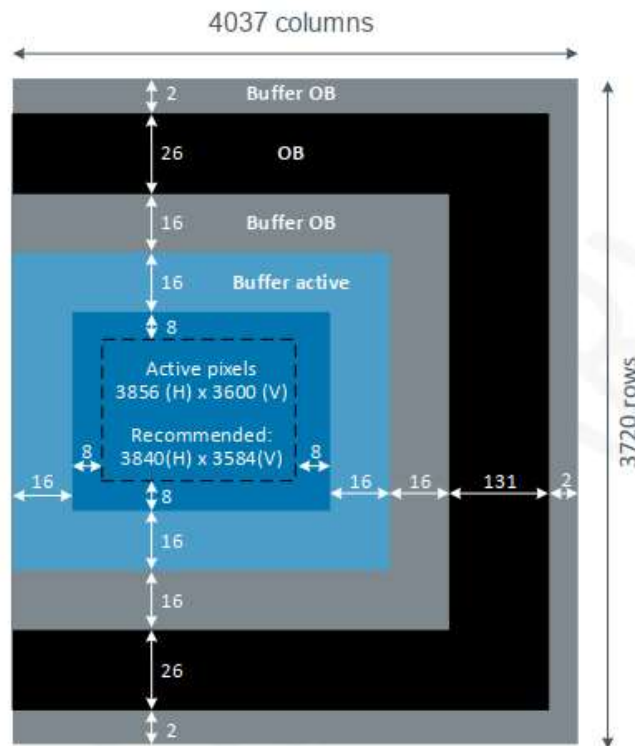 4037 columns
2
Buffer OB
26
OB
16
Buffer OB
16
Buffer active
8
Active pixels
3856 (H) x 3600 (V)
Recommended:
3840(H) x 3584(V)
8
8
16
16
16
131
2
8
16
16
26
2
3720 rows